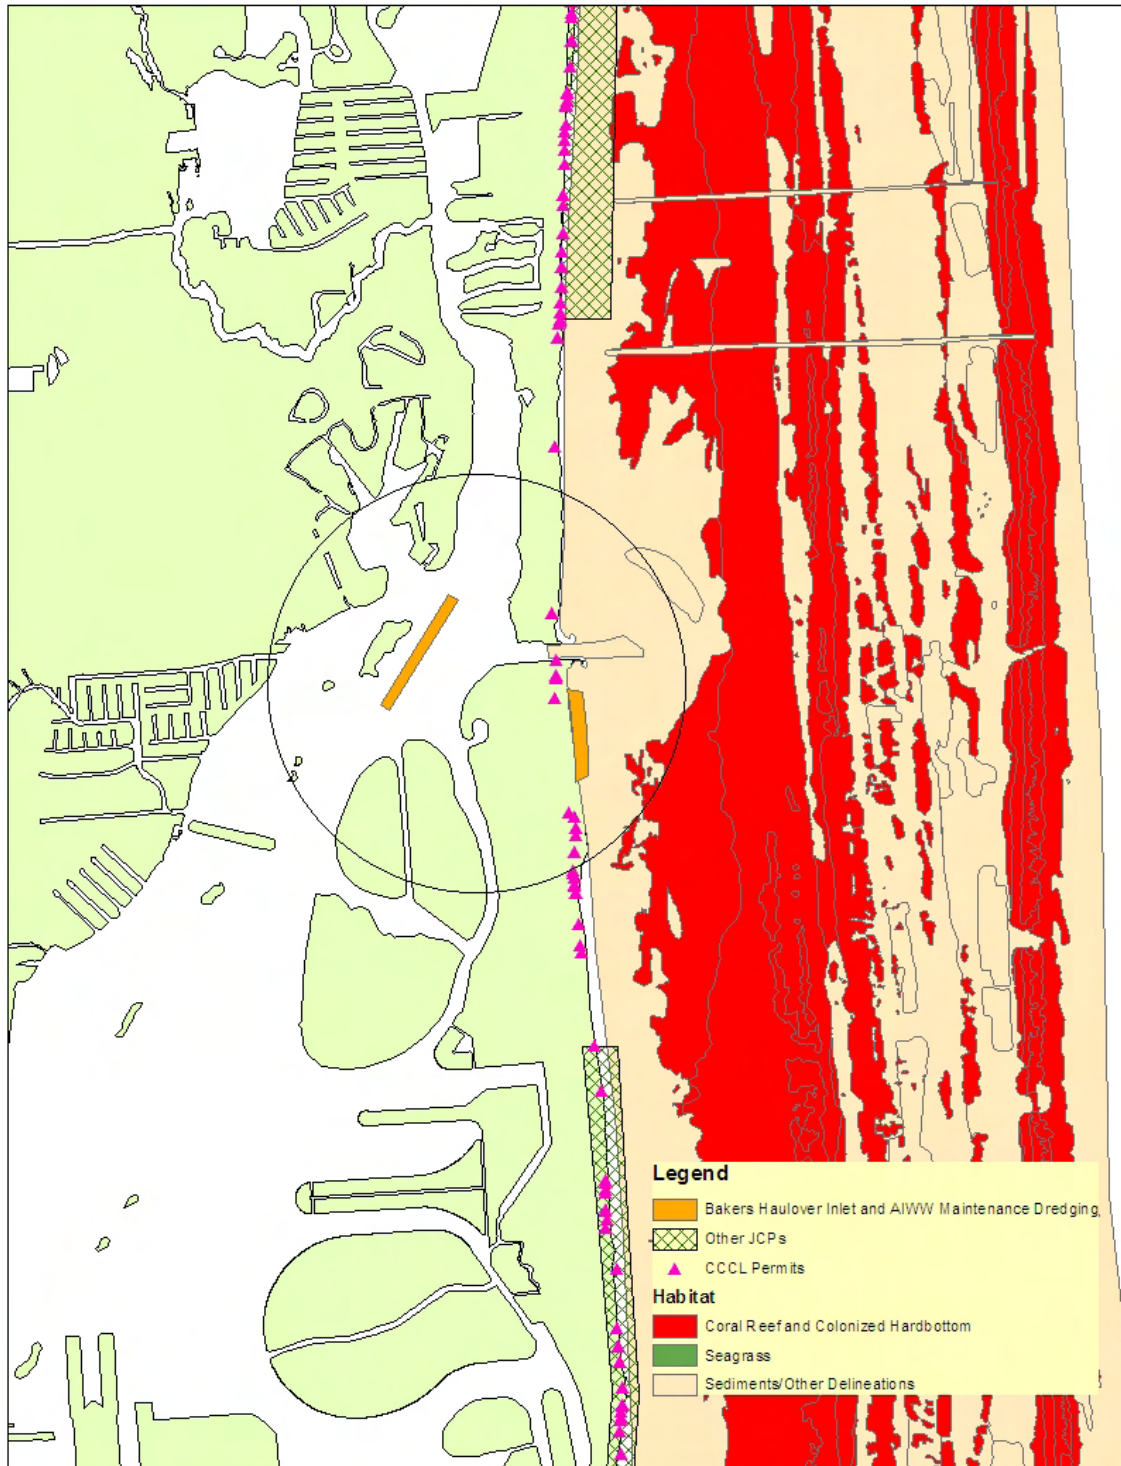 Legend
Bakers Haulover Inlet and AIWW Maintenance Dredging
Other JCPs
CCCL Permits
Habitat
Coral Reef and Colonized Hardbottom
Seagrass
Sediments/Other Delineations